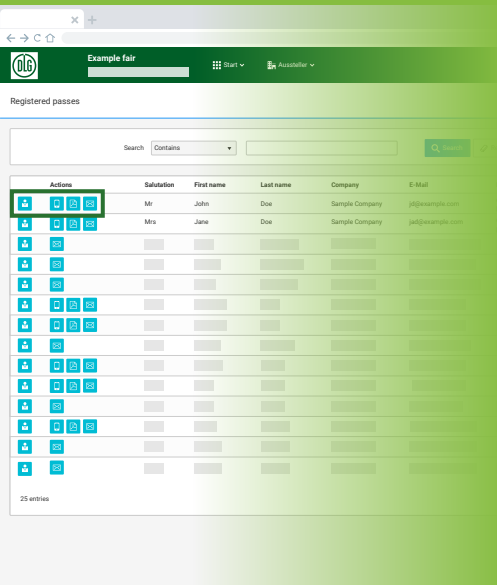 DLG
Example fair
Start
Aussteller
Registered passes
Search Contains Search
Actions Salutation First name Last name Company E-Mail
Mr John Doe Sample Company jd@example.com
Mrs Jane Doe Sample Company jad@example.com
25 entries